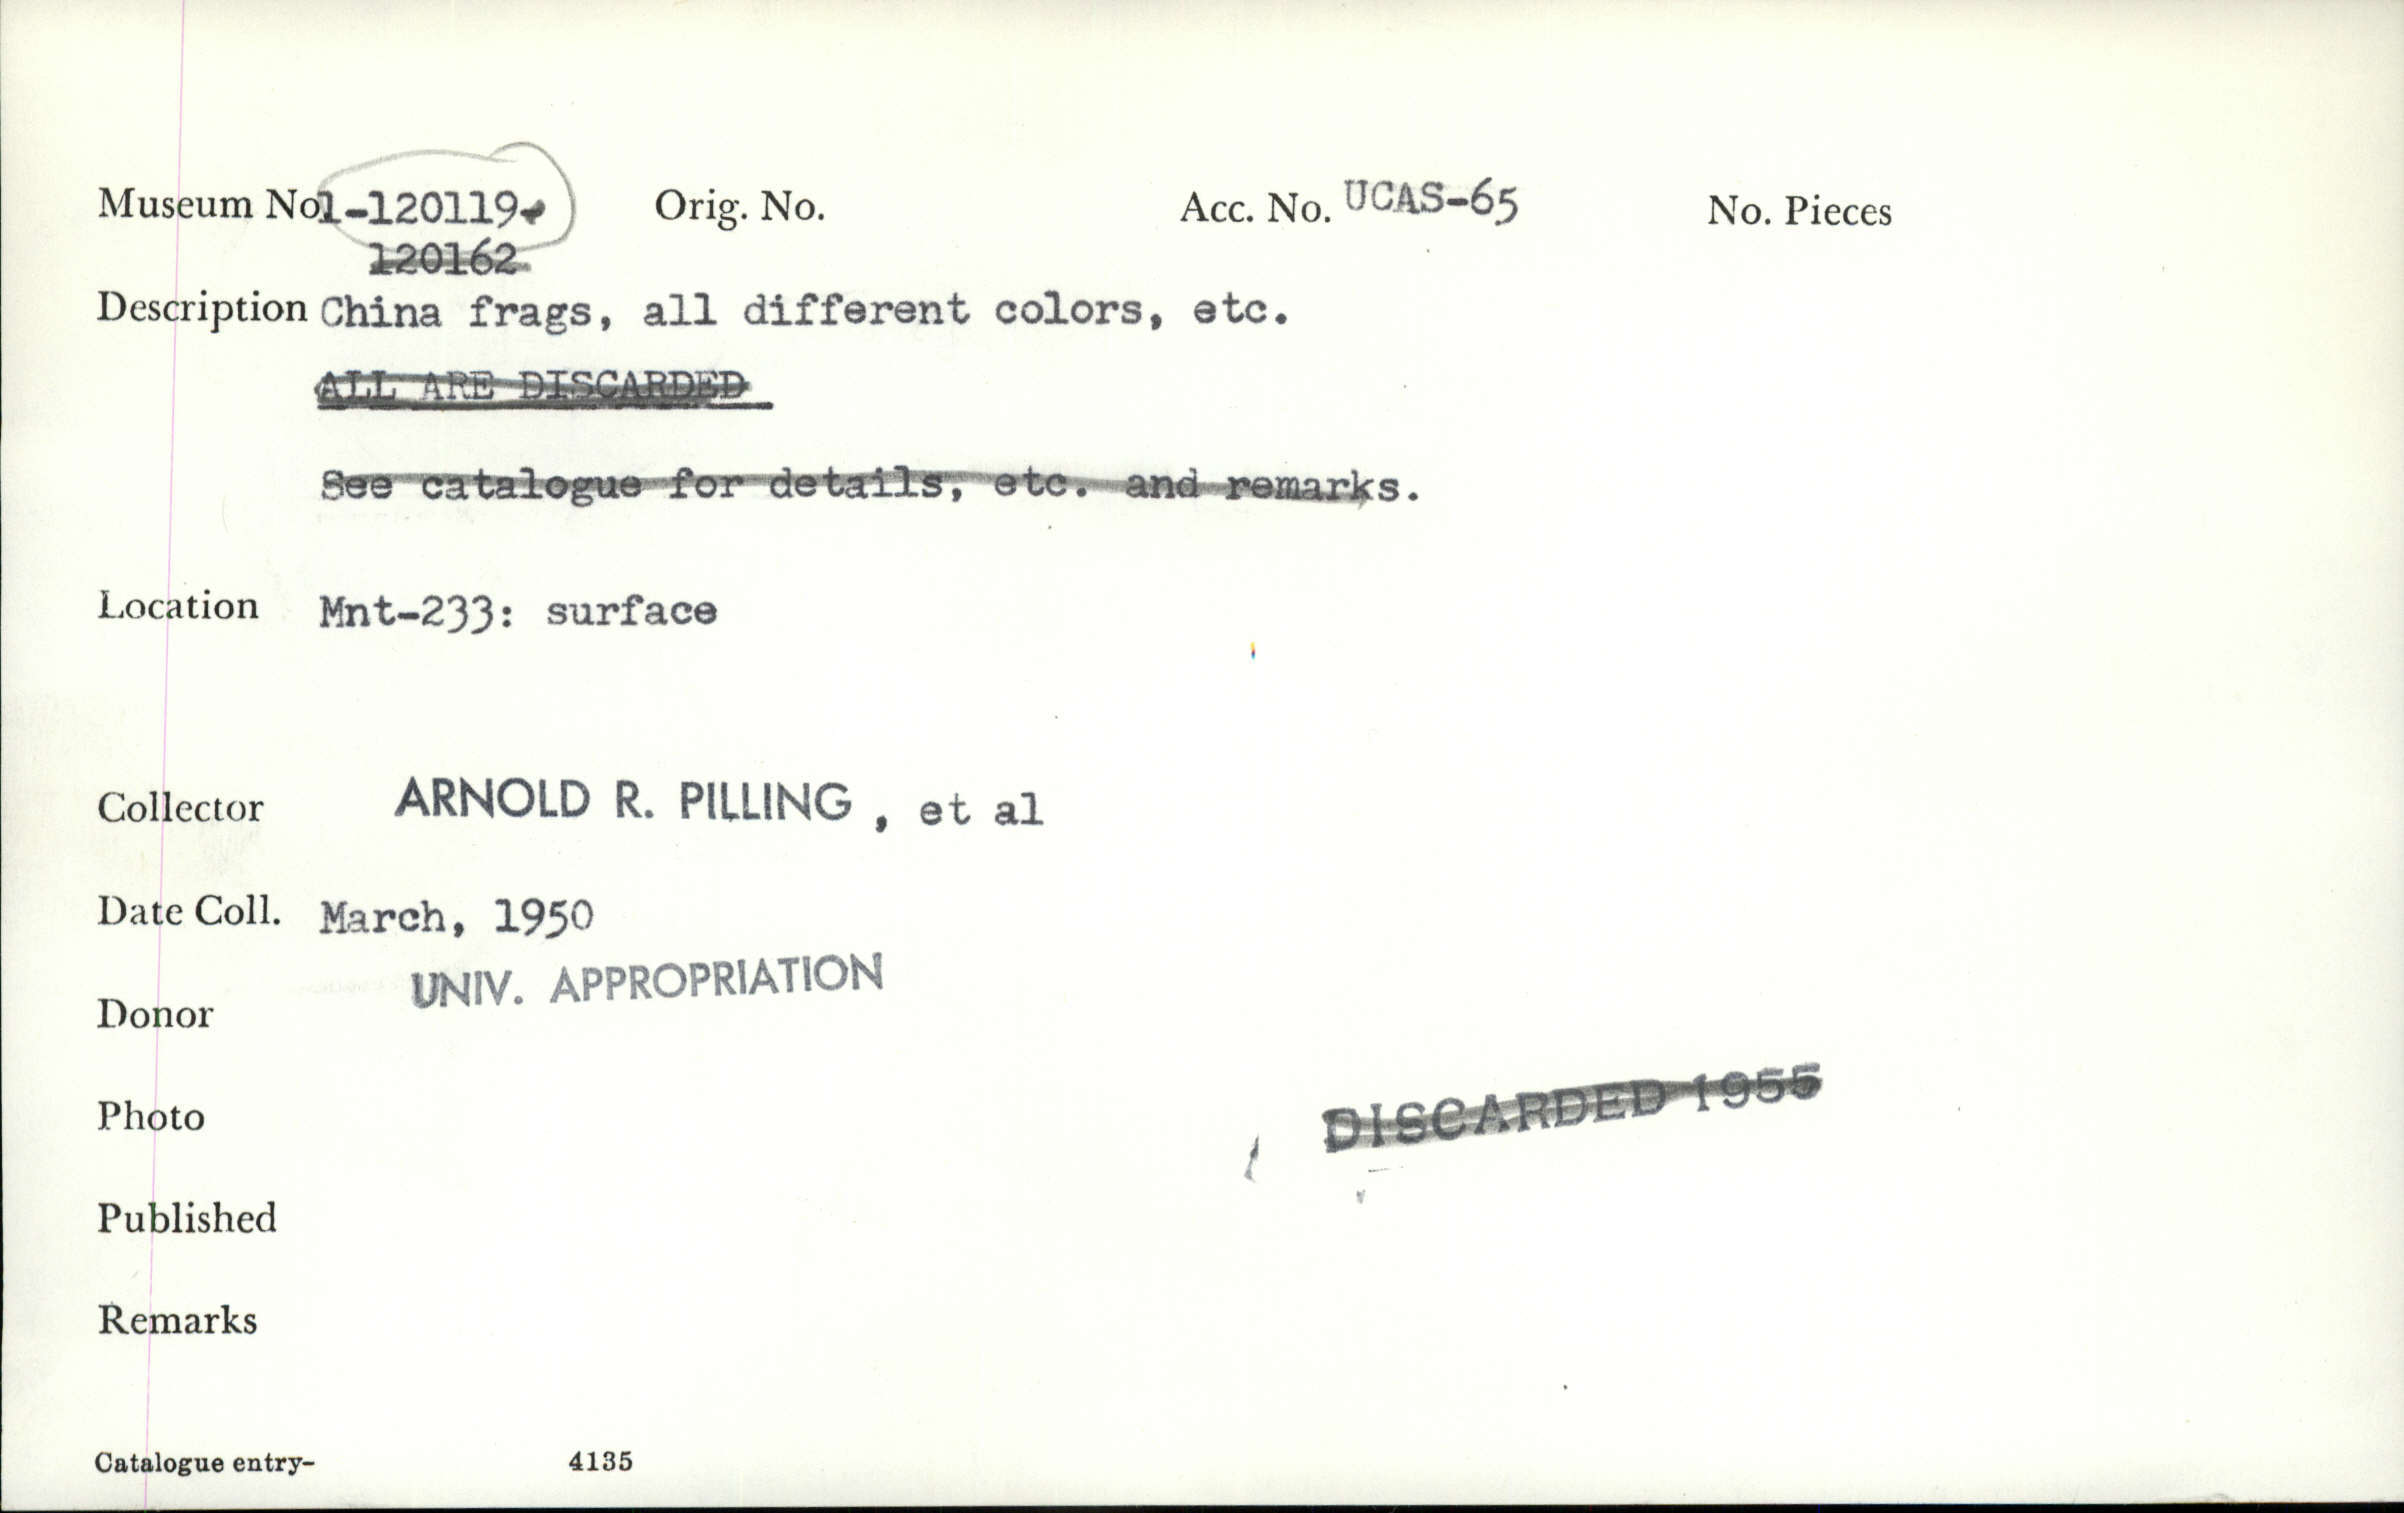 Museum No. 1-120119- Orig. No. Acc. No. UCAS-65 No. Pieces
120162
Description China frags, all different colors, etc.
ALL ARE DISCARDED
See catalogue for details, etc. and remarks.
Location Mnt-233: surface
Collector ARNOLD R. PILLING , et al
Date Coll. March, 1950
UNIV. APPROPRIATION
Donor
DISCARDED 1955
Photo
Published
Remarks
Catalogue entry- 4135